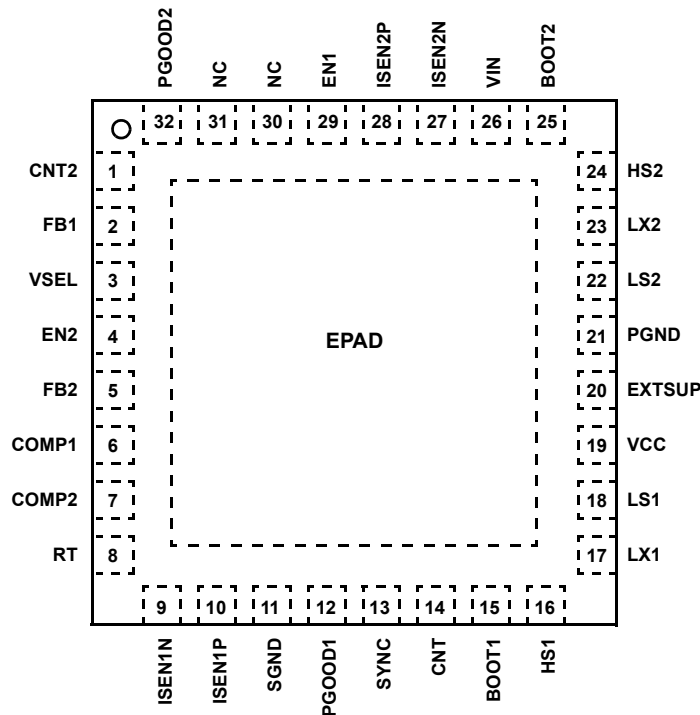 PGOOD2
NC
NC
EN1
ISEN2P
ISEN2N
VIN
BOOT2
32 31 30 29 28 27 26 25
CNT2 1
FB1 2
VSEL 3
EN2 4
FB2 5
COMP1 6
COMP2 7
RT 8
EPAD
24 HS2
23 LX2
22 LS2
21 PGND
20 EXTSUP
19 VCC
18 LS1
17 LX1
9 10 11 12 13 14 15 16
ISEN1N
ISEN1P
SGND
PGOOD1
SYNC
CNT
BOOT1
HS1